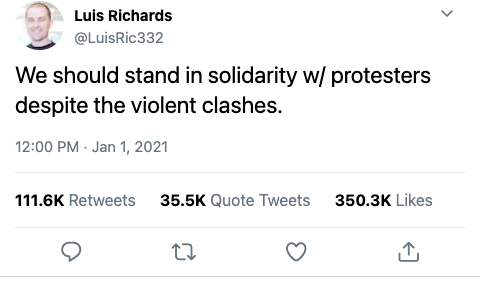 Luis Richards
@LuisRic332
We should stand in solidarity w/ protesters
despite the violent clashes.
12:00 PM · Jan 1, 2021
111.6K Retweets 35.5K Quote Tweets 350.3K Likes